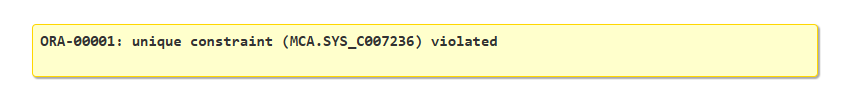 ORA-00001: unique constraint (MCA.SYS_C007236) violated